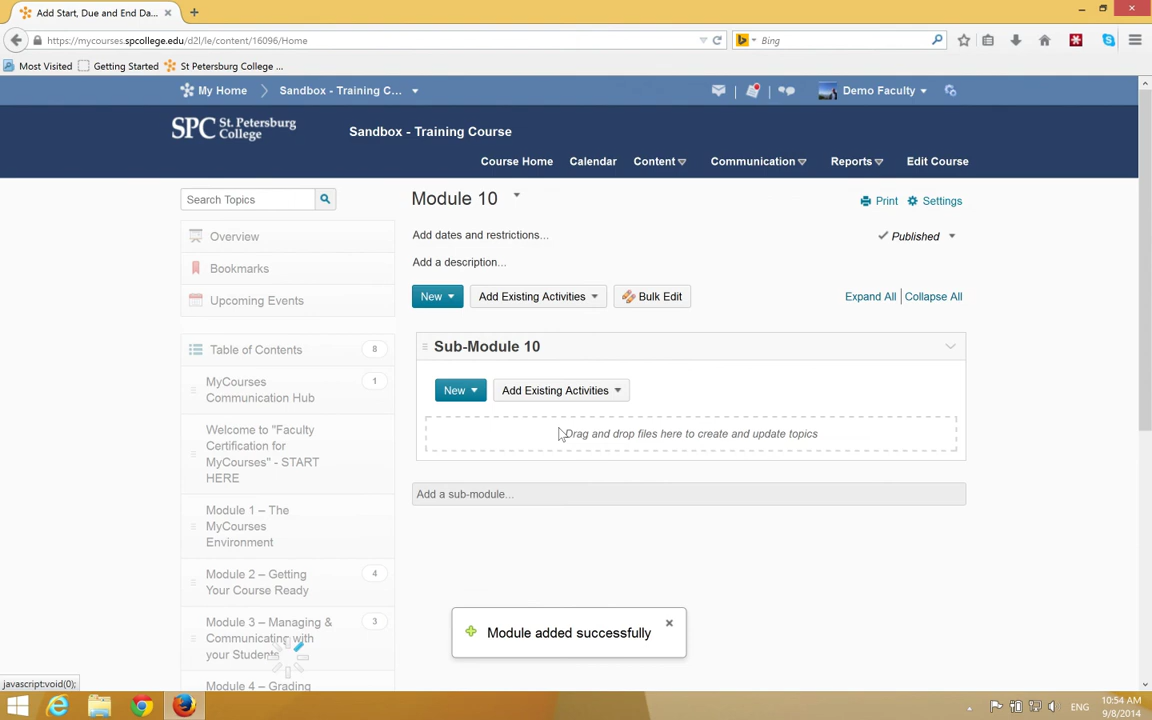 Add Start, Due and End Da...
https://mycourses.spcollege.edu/d2l/le/content/16096/Home
Bing
Most Visited
Getting Started
St Petersburg College ...
My Home
Sandbox - Training C...
Demo Faculty
SPC St. Petersburg College
Sandbox - Training Course
Course Home
Calendar
Content
Communication
Reports
Edit Course
Search Topics
Module 10
Print
Settings
Overview
Add dates and restrictions...
Published
Bookmarks
Add a description...
Upcoming Events
New
Add Existing Activities
Bulk Edit
Expand All
Collapse All
Table of Contents
8
Sub-Module 10
MyCourses
Communication Hub
1
New
Add Existing Activities
Welcome to "Faculty
Certification for
MyCourses" - START
HERE
Drag and drop files here to create and update topics
Add a sub-module...
Module 1 – The
MyCourses
Environment
Module 2 – Getting
Your Course Ready
4
Module 3 – Managing &
Communicating with
your Students
3
Module added successfully
Module 4 – Grading
javascript:void(0);
ENG
10:54 AM
9/8/2014